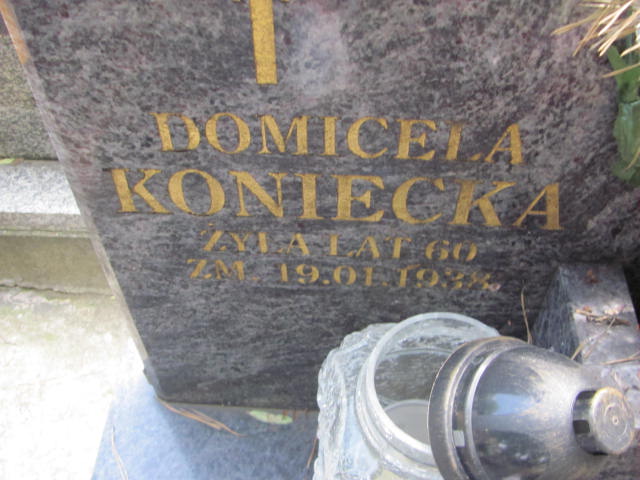 DOMICELA
KONIECKA
ŻYŁA LAT 60
ZM. 19.01.1938.